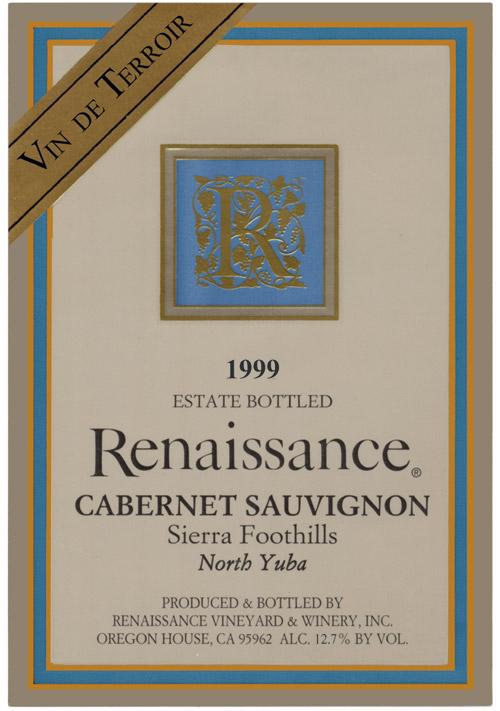 VIN DE TERROIR
R
1999
ESTATE BOTTLED
Renaissance®
CABERNET SAUVIGNON
Sierra Foothills
North Yuba
PRODUCED & BOTTLED BY
RENAISSANCE VINEYARD & WINERY, INC.
OREGON HOUSE, CA 95962 ALC. 12.7% BY VOL.